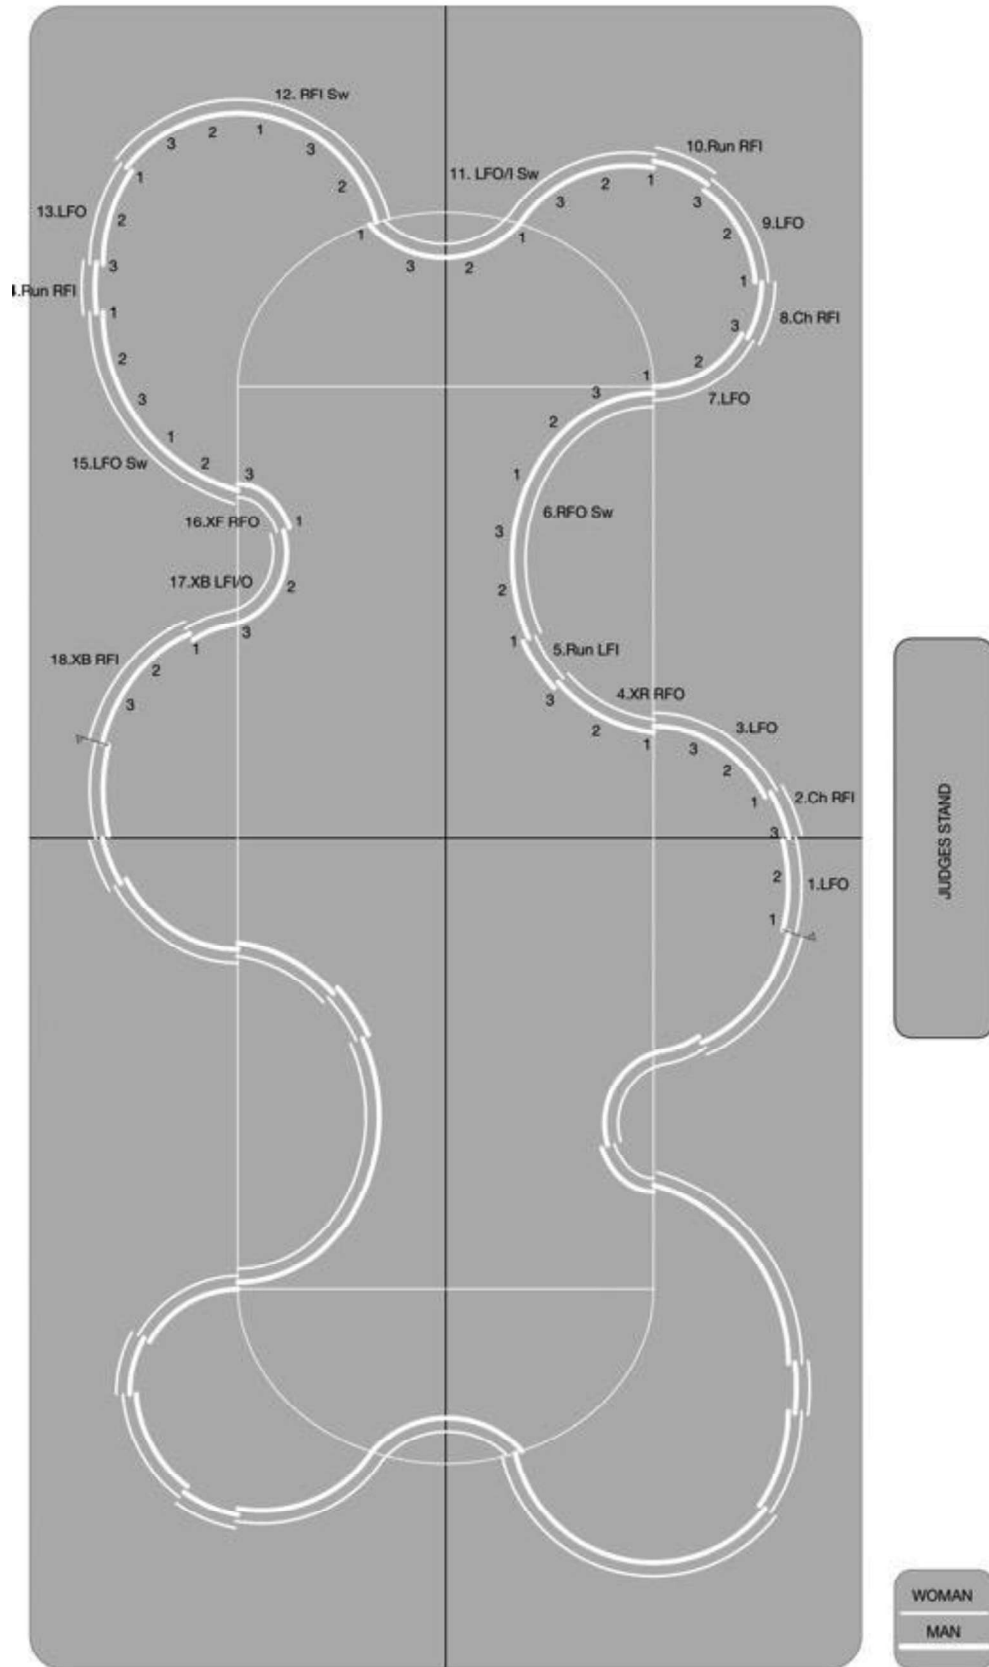 12. RFI Sw
3 2 1 3
10.Run RFI
11. LFO/I Sw
1 2 3 2 1
13.LFO
2 3
9.LFO
1 1 2
3 3 2
.Run RFI
1
1
8.Ch RFI
3
2
2
1
3
3
7.LFO
1
2
15.LFO Sw
2
3
1
16.XF RFO
1
6.RFO Sw
3
17.XB LFI/O
2
2
3
1
18.XB RFI
1
5.Run LFI
2
3
3
4.XR RFO
2
1
3.LFO
3
2
2.Ch RFI
1
3
1.LFO
2
1
JUDGES STAND
WOMAN
MAN